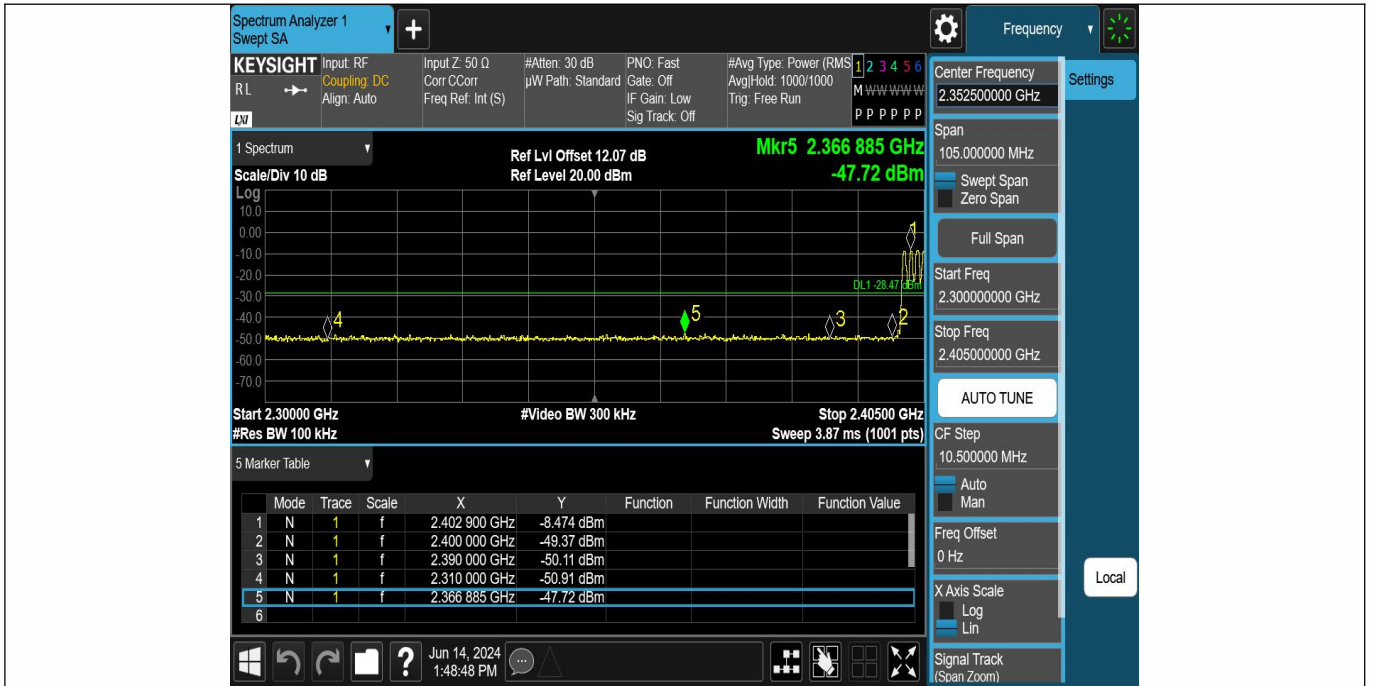 Spectrum Analyzer 1
Swept SA
+
Frequency
KEYSIGHT
RL
LXI
Input: RF
Coupling: DC
Align: Auto
Input Z: 50 Ω
Corr CCorr
Freq Ref: Int (S)
#Atten: 30 dB
µW Path: Standard
PNO: Fast
Gate: Off
IF Gain: Low
Sig Track: Off
#Avg Type: Power (RMS
Avg|Hold: 1000/1000
Trig: Free Run
1 2 3 4 5 6
M W W W W W
P P P P P P
1 Spectrum
Scale/Div 10 dB
Ref Lvl Offset 12.07 dB
Ref Level 20.00 dBm
Mkr5 2.366 885 GHz
-47.72 dBm
Log
10.0
0.00
-10.0
-20.0
-30.0
-40.0
-50.0
-60.0
-70.0
1
DL1 -28.47 dBm
4
5
3
2
Start 2.30000 GHz
#Video BW 300 kHz
Stop 2.40500 GHz
#Res BW 100 kHz
Sweep 3.87 ms (1001 pts)
5 Marker Table
Mode Trace Scale X Y Function Function Width Function Value
1 N 1 f 2.402 900 GHz -8.474 dBm
2 N 1 f 2.400 000 GHz -49.37 dBm
3 N 1 f 2.390 000 GHz -50.11 dBm
4 N 1 f 2.310 000 GHz -50.91 dBm
5 N 1 f 2.366 885 GHz -47.72 dBm
6
?
Jun 14, 2024
1:48:48 PM
Center Frequency
2.352500000 GHz
Settings
Span
105.000000 MHz
Swept Span
Zero Span
Full Span
Start Freq
2.300000000 GHz
Stop Freq
2.405000000 GHz
AUTO TUNE
CF Step
10.500000 MHz
Auto
Man
Freq Offset
0 Hz
Local
X Axis Scale
Log
Lin
Signal Track
(Span Zoom)